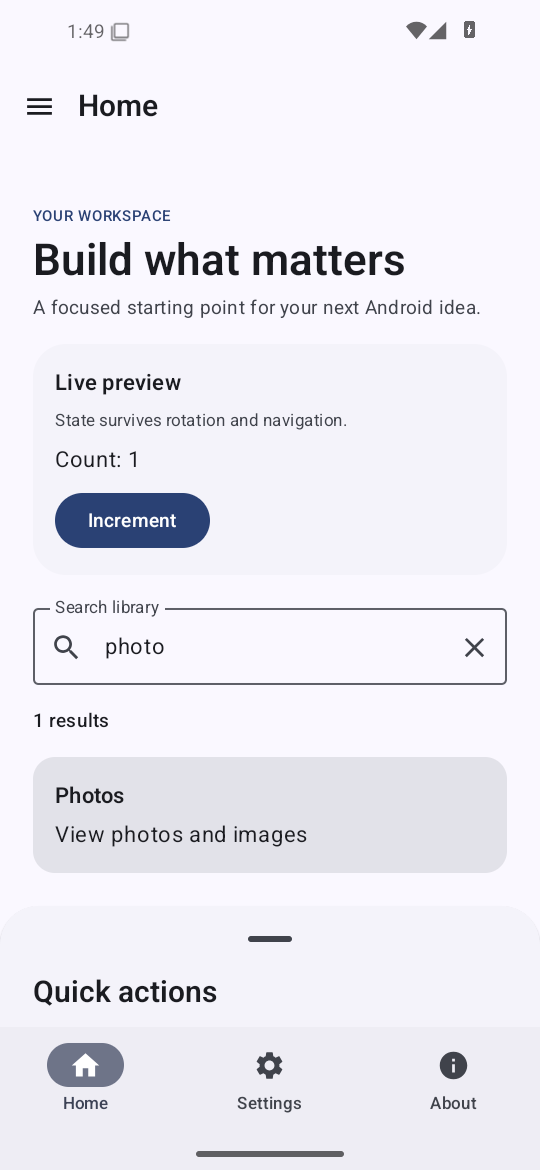 1:49
Home
YOUR WORKSPACE
Build what matters
A focused starting point for your next Android idea.
Live preview
State survives rotation and navigation.
Count: 1
Increment
Search library
photo
1 results
Photos
View photos and images
Quick actions
Home
Settings
About